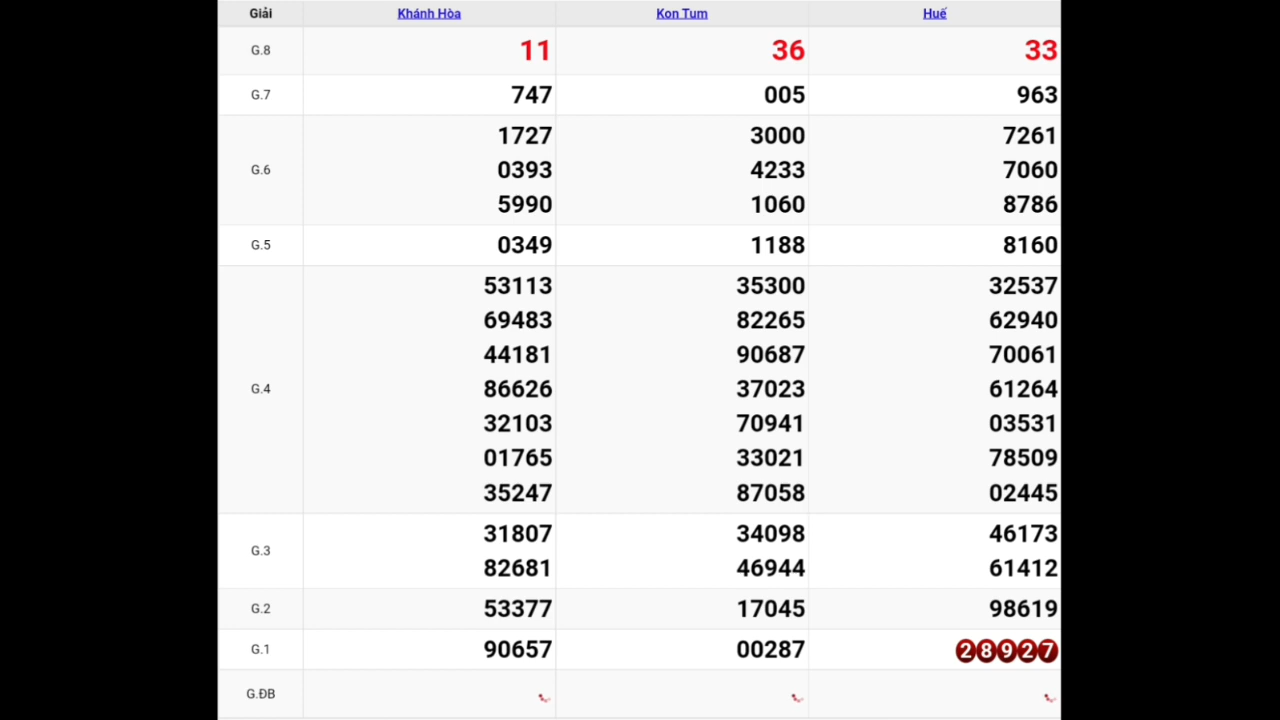 Giải Khánh Hòa Kon Tum Huế
G.8 11 36 33
G.7 747 005 963
1727 3000 7261
G.6 0393 4233 7060
5990 1060 8786
G.5 0349 1188 8160
53113 35300 32537
69483 82265 62940
44181 90687 70061
G.4 86626 37023 61264
32103 70941 03531
01765 33021 78509
35247 87058 02445
G.3 31807 34098 46173
82681 46944 61412
G.2 53377 17045 98619
G.1 90657 00287 28927
G.ĐB